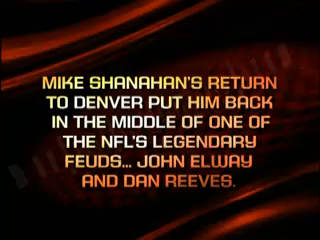 MIKE SHANAHAN'S RETURN
TO DENVER PUT HIM BACK
IN THE MIDDLE OF ONE OF
THE NFL'S LEGENDARY
FEUDS... JOHN ELWAY
AND DAN REEVES.